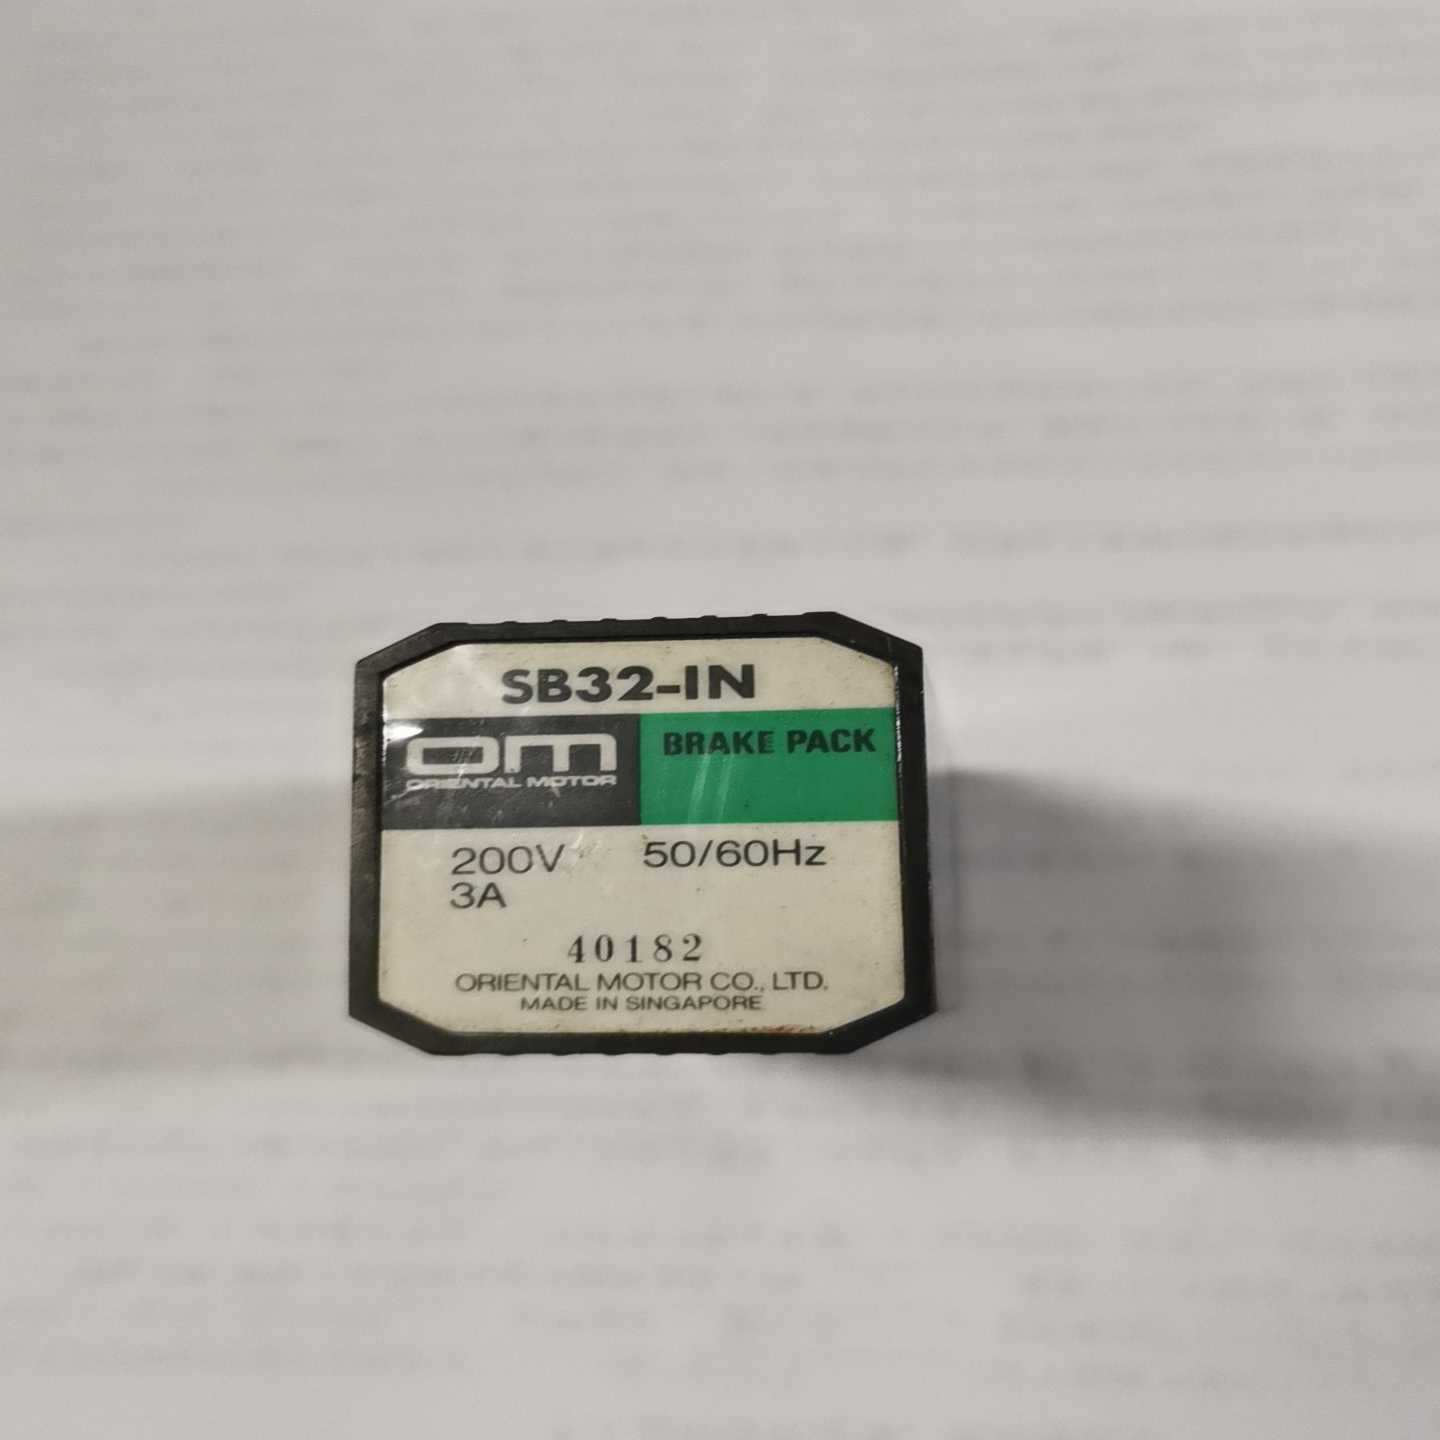 SB32-IN
om BRAKE PACK
ORIENTAL MOTOR
200V 50/60Hz
3A
40182
ORIENTAL MOTOR CO., LTD.
MADE IN SINGAPORE